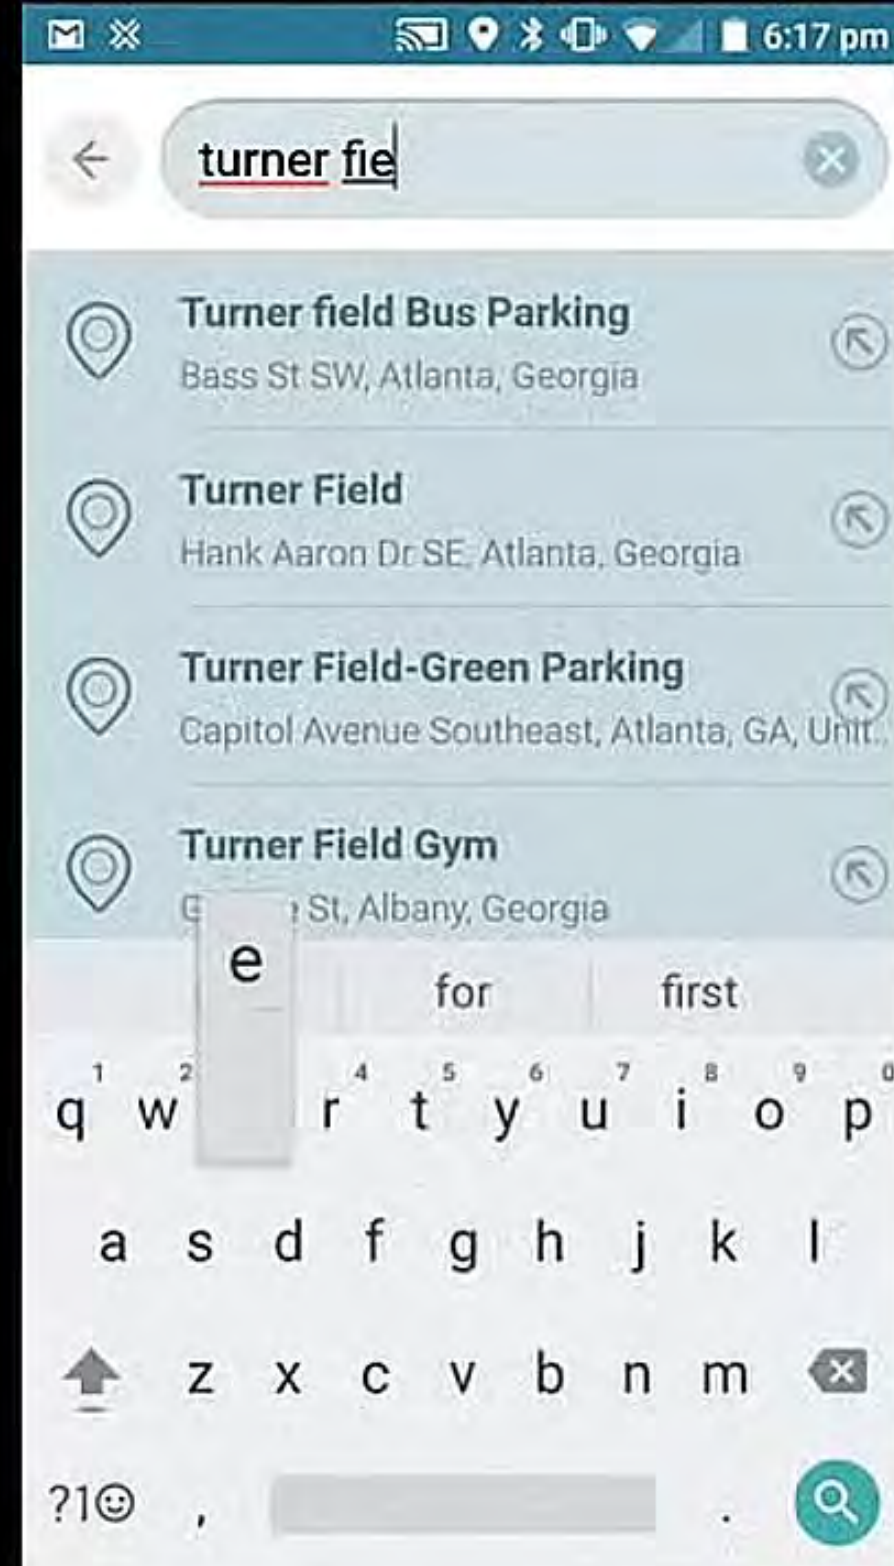 6:17 pm
turner fie
Turner field Bus Parking
Bass St SW, Atlanta, Georgia
Turner Field
Hank Aaron Dr SE, Atlanta, Georgia
Turner Field-Green Parking
Capitol Avenue Southeast, Atlanta, GA, Unit..
Turner Field Gym
St, Albany, Georgia
e
for first
1 2 4 5 6 7 8 9 0
q w r t y u i o p
a s d f g h j k l
z x c v b n m
?1☺ , .